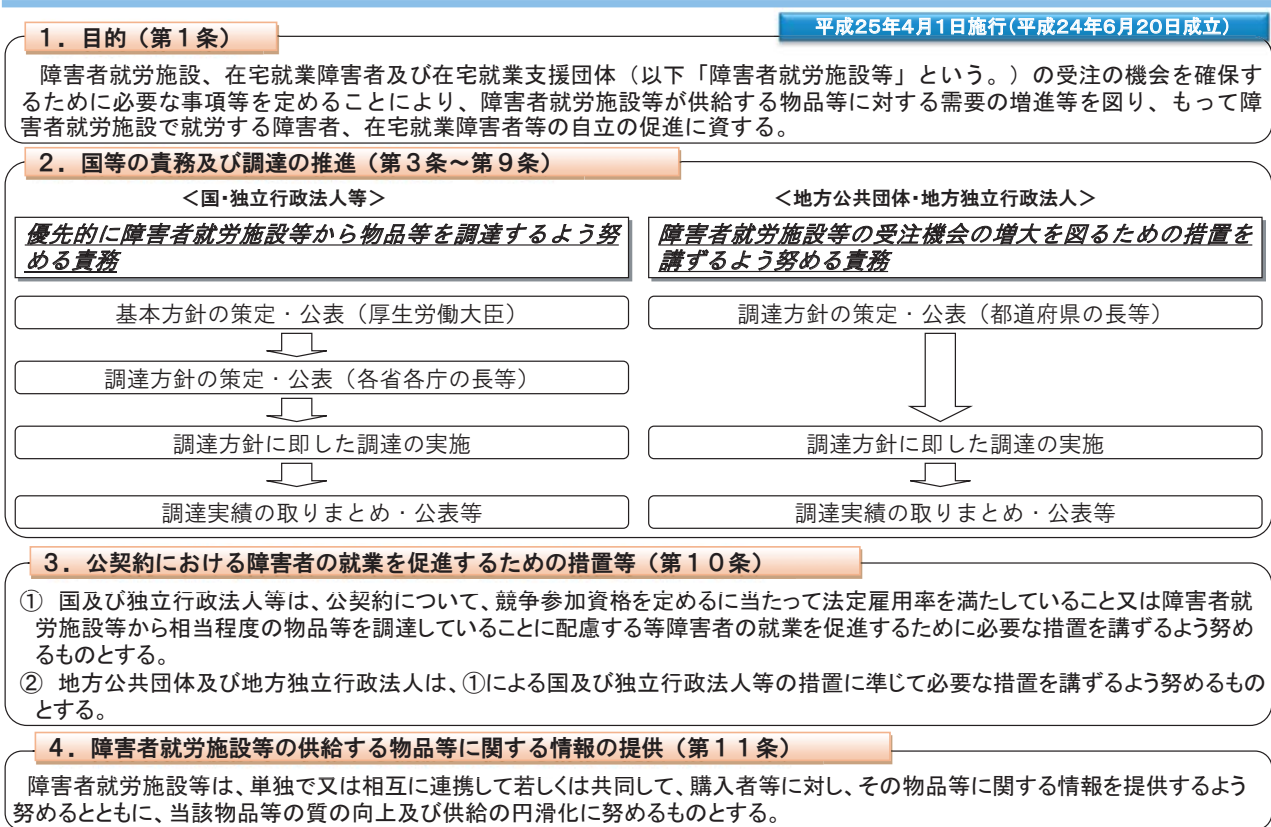 平成25年4月1日施行(平成24年6月20日成立)
1．目的（第1条）
障害者就労施設、在宅就業障害者及び在宅就業支援団体（以下「障害者就労施設等」という。）の受注の機会を確保す
るために必要な事項等を定めることにより、障害者就労施設等が供給する物品等に対する需要の増進等を図り、もって障
害者就労施設で就労する障害者、在宅就業障害者等の自立の促進に資する。
2．国等の責務及び調達の推進（第3条～第9条）
＜国・独立行政法人等＞
優先的に障害者就労施設等から物品等を調達するよう努
める責務
基本方針の策定・公表（厚生労働大臣）
調達方針の策定・公表（各省各庁の長等）
調達方針に即した調達の実施
調達実績の取りまとめ・公表等
＜地方公共団体・地方独立行政法人＞
障害者就労施設等の受注機会の増大を図るための措置を
講ずるよう努める責務
調達方針の策定・公表（都道府県の長等）
調達方針に即した調達の実施
調達実績の取りまとめ・公表等
3．公契約における障害者の就業を促進するための措置等（第10条）
①　国及び独立行政法人等は、公契約について、競争参加資格を定めるに当たって法定雇用率を満たしていること又は障害者就
労施設等から相当程度の物品等を調達していることに配慮する等障害者の就業を促進するために必要な措置を講ずるよう努め
るものとする。
②　地方公共団体及び地方独立行政法人は、①による国及び独立行政法人等の措置に準じて必要な措置を講ずるよう努めるもの
とする。
4．障害者就労施設等の供給する物品等に関する情報の提供（第11条）
障害者就労施設等は、単独で又は相互に連携して若しくは共同して、購入者等に対し、その物品等に関する情報を提供するよう
努めるとともに、当該物品等の質の向上及び供給の円滑化に努めるものとする。